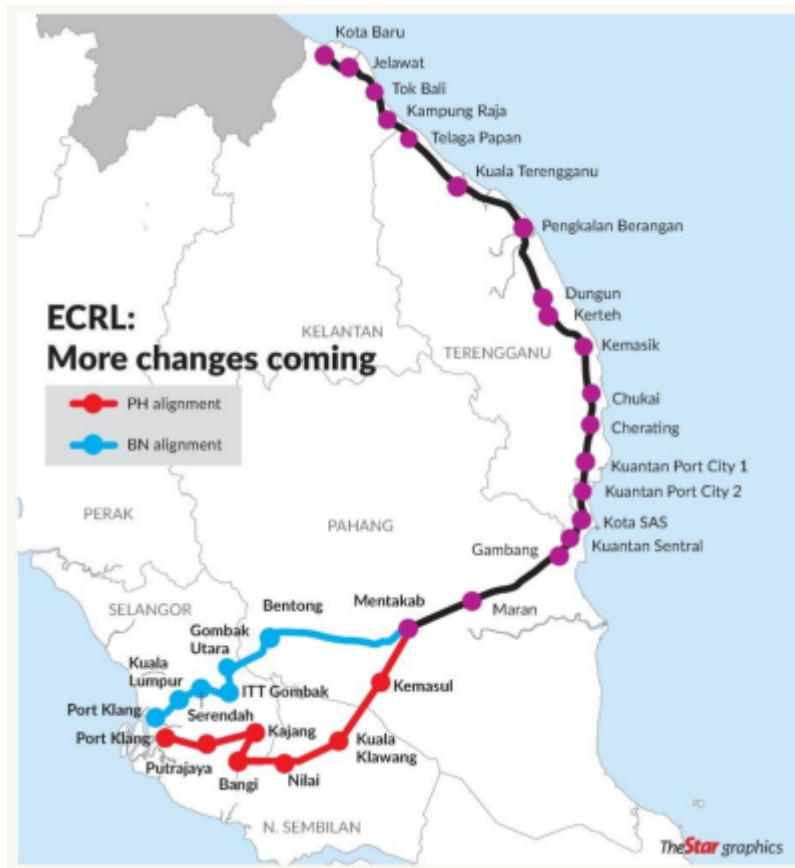 Kota Baru
Jelawat
Tok Bali
Kampung Raja
Telaga Papan
Kuala Terengganu
Pengkalan Berangan
Dungun
Kerteh
Kemasik
Chukai
Cherating
Kuantan Port City 1
Kuantan Port City 2
Kota SAS
Kuantan Sentral
Gambang
Maran
Mentakab
ECRL:
More changes coming
PH alignment
BN alignment
KELANTAN
TERENGGANU
PERAK
PAHANG
SELANGOR
Bentong
Gombak
Utara
Kuala
Lumpur
ITT Gombak
Serendah
Port Klang
Port Klang
Kajang
Putrajaya
Bangi
Nilai
Kuala
Klawang
Kemasul
N. SEMBILAN
TheStar graphics